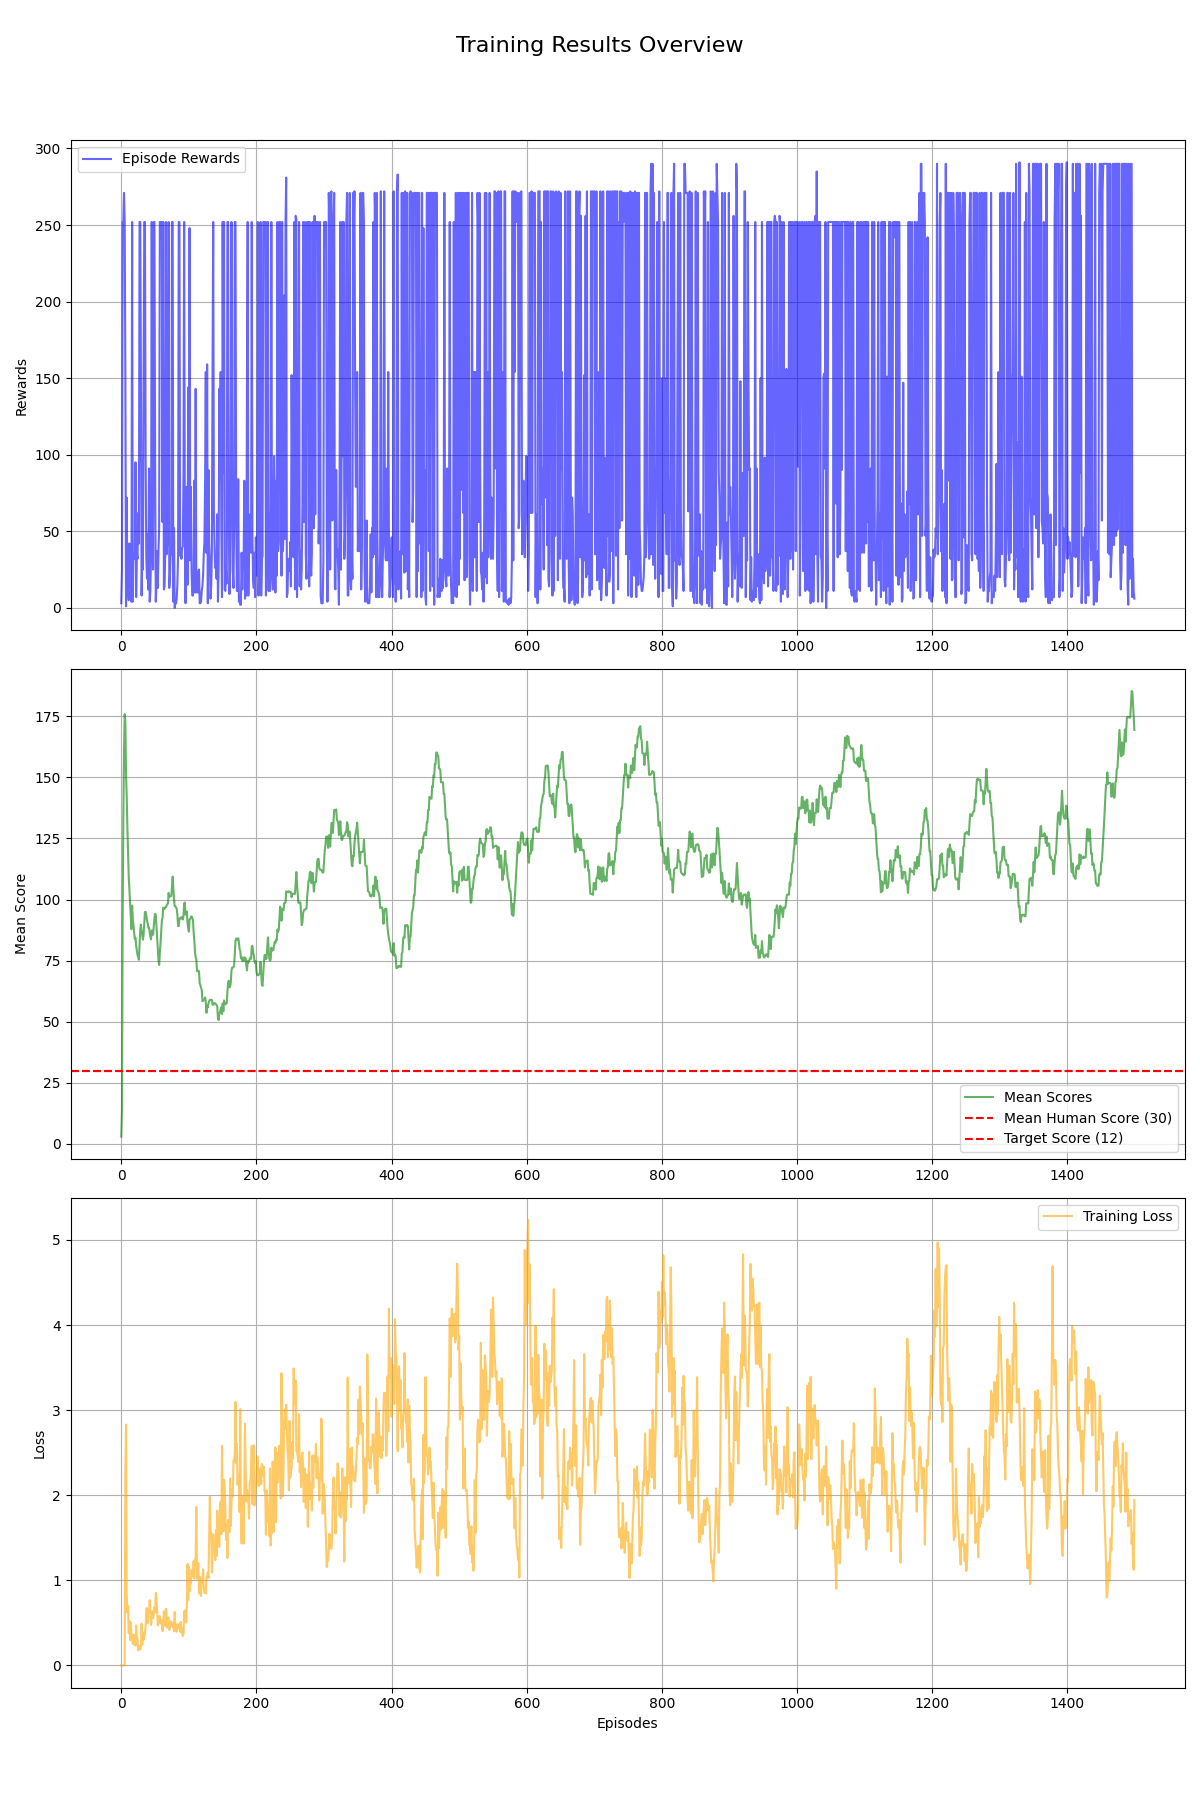 Training Results Overview
Episode Rewards
300
250
200
150
100
50
0
Rewards
0 200 400 600 800 1000 1200 1400
175
150
125
100
75
50
25
0
Mean Score
Mean Scores
Mean Human Score (30)
Target Score (12)
0 200 400 600 800 1000 1200 1400
Training Loss
5
4
3
2
1
0
Loss
0 200 400 600 800 1000 1200 1400
Episodes